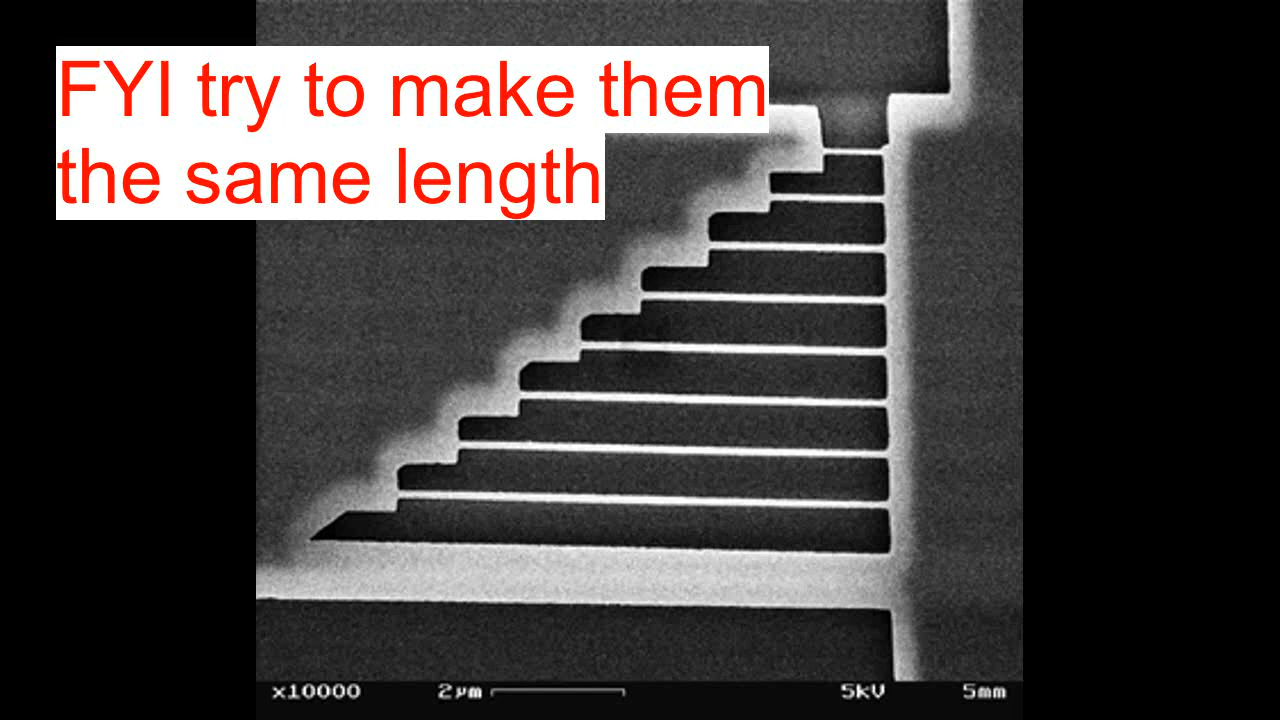 FYI try to make them
the same length
x10000 2µm 5kV 5mm